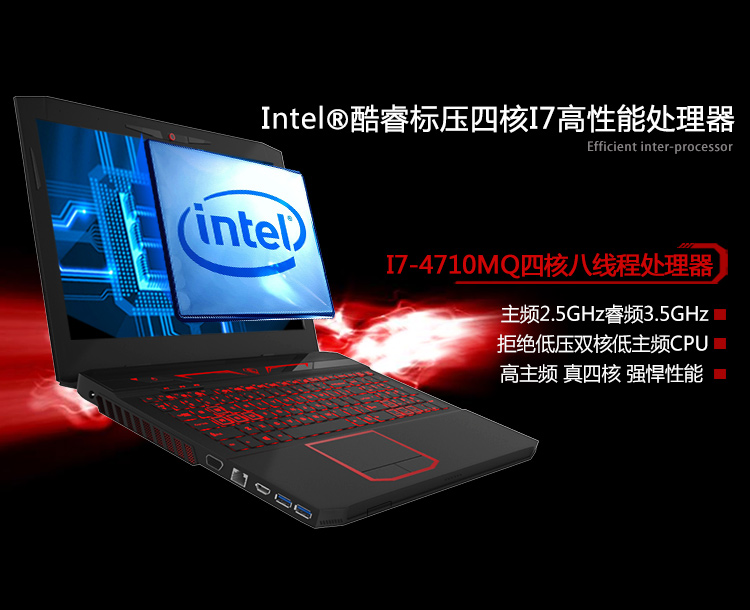 Intel®酷睿标压四核I7高性能处理器
Efficient inter-processor
intel®
I7-4710MQ四核八线程处理器
主频2.5GHz睿频3.5GHz
拒绝低压双核低主频CPU
高主频 真四核 强悍性能